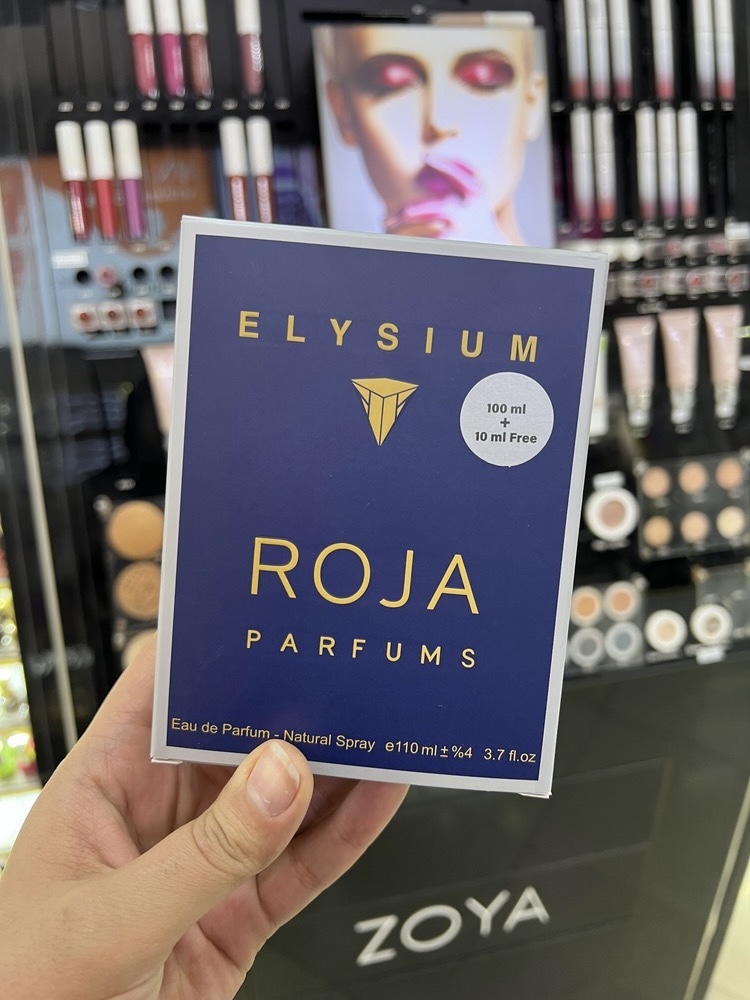 ELYSIUM
100 ml
+
10 ml Free
ROJA
PARFUMS
Eau de Parfum - Natural Spray e110 ml ± %4 3.7 fl.oz
ZOYA